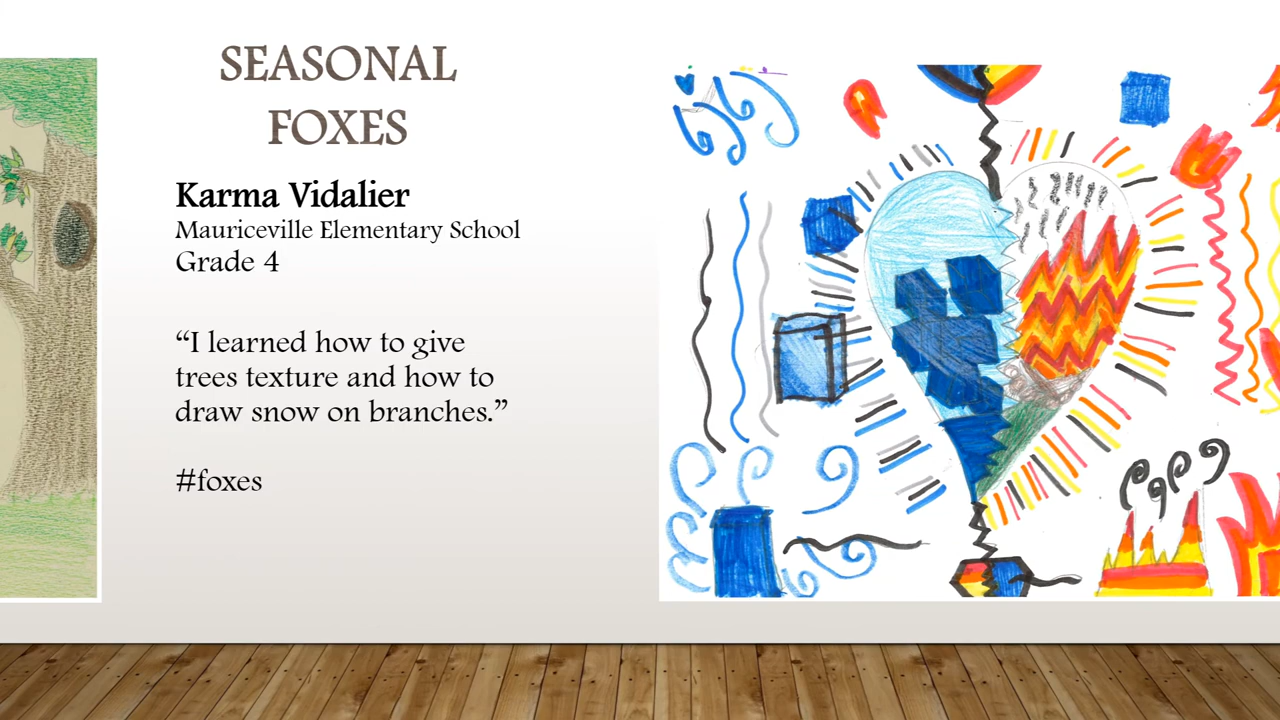 SEASONAL
FOXES
Karma Vidalier
Mauriceville Elementary School
Grade 4
“I learned how to give
trees texture and how to
draw snow on branches.”
#foxes